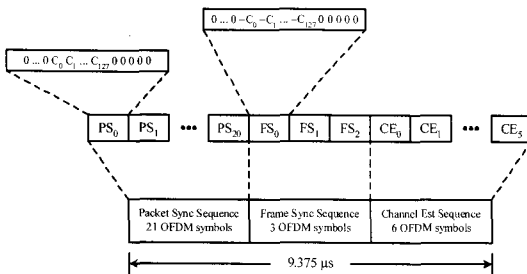 0 ... 0 –C₀ –C₁ ... –C₁₂₇ 0 0 0 0 0
0 ... 0 C₀ C₁ ... C₁₂₇ 0 0 0 0 0
PS₀ PS₁ ••• PS₂₀ FS₀ FS₁ FS₂ CE₀ CE₁ ••• CE₅
Packet Sync Sequence Frame Sync Sequence Channel Est Sequence
21 OFDM symbols 3 OFDM symbols 6 OFDM symbols
9.375 μs